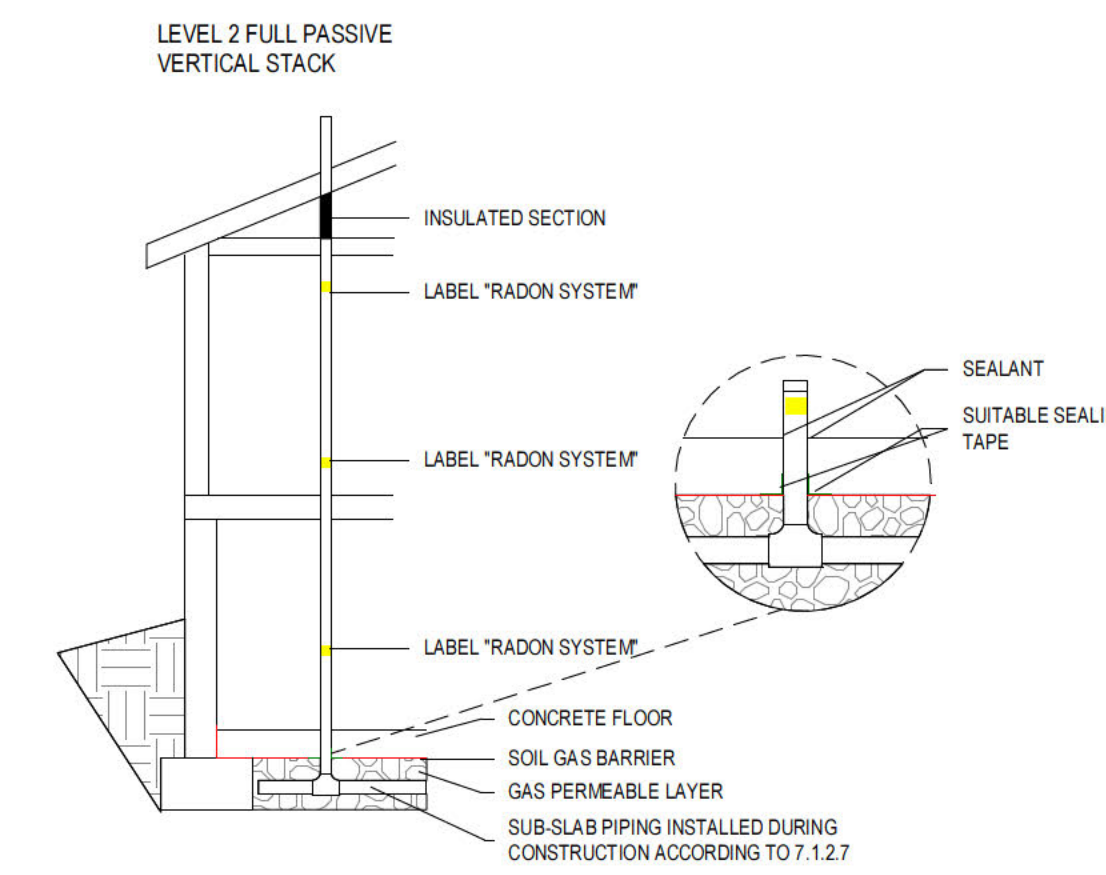 LEVEL 2 FULL PASSIVE
VERTICAL STACK
INSULATED SECTION
LABEL "RADON SYSTEM"
SEALANT
SUITABLE SEALI
TAPE
LABEL "RADON SYSTEM"
LABEL "RADON SYSTEM"
CONCRETE FLOOR
SOIL GAS BARRIER
GAS PERMEABLE LAYER
SUB-SLAB PIPING INSTALLED DURING
CONSTRUCTION ACCORDING TO 7.1.2.7